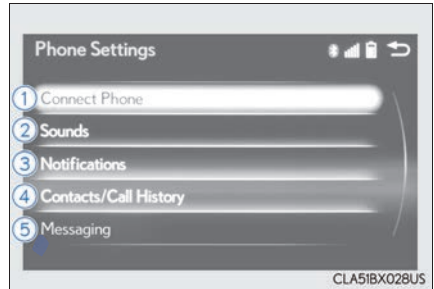 Phone Settings
1 Connect Phone
2 Sounds
3 Notifications
4 Contacts/Call History
5 Messaging
CLA51BX028US